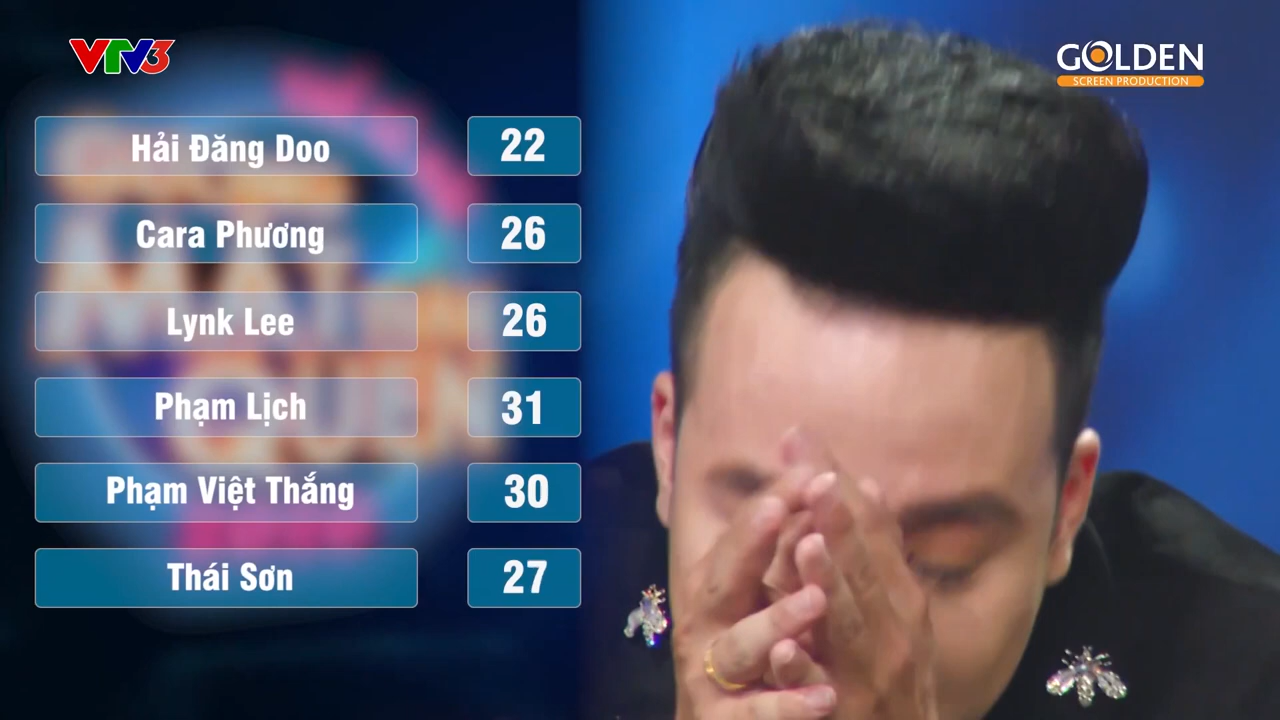 VTV3
GOLDEN
SCREEN PRODUCTION
Hải Đăng Doo 22
Cara Phương 26
Lynk Lee 26
Phạm Lịch 31
Phạm Việt Thắng 30
Thái Sơn 27